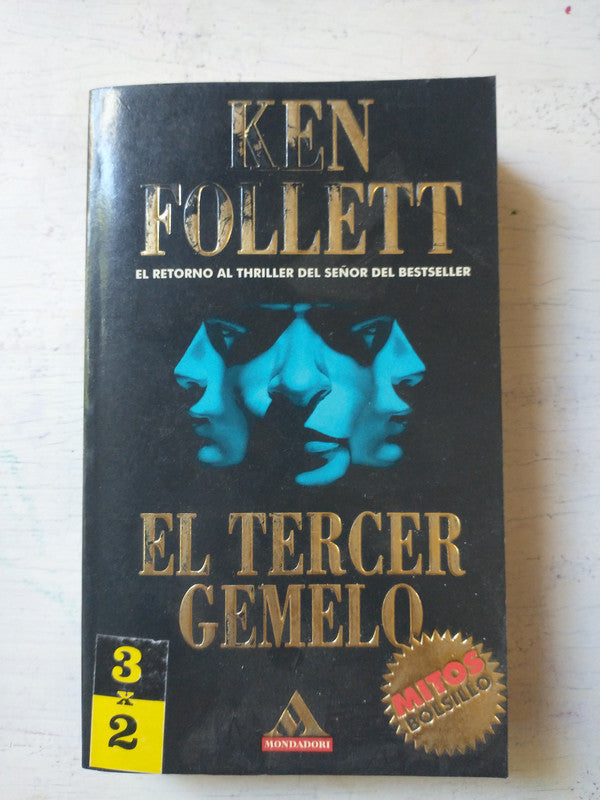 KEN
FOLLETT
EL RETORNO AL THRILLER DEL SEÑOR DEL BESTSELLER
EL TERCER
GEMELO
3
x
2
MITOS
BOLSILLO
MONDADORI